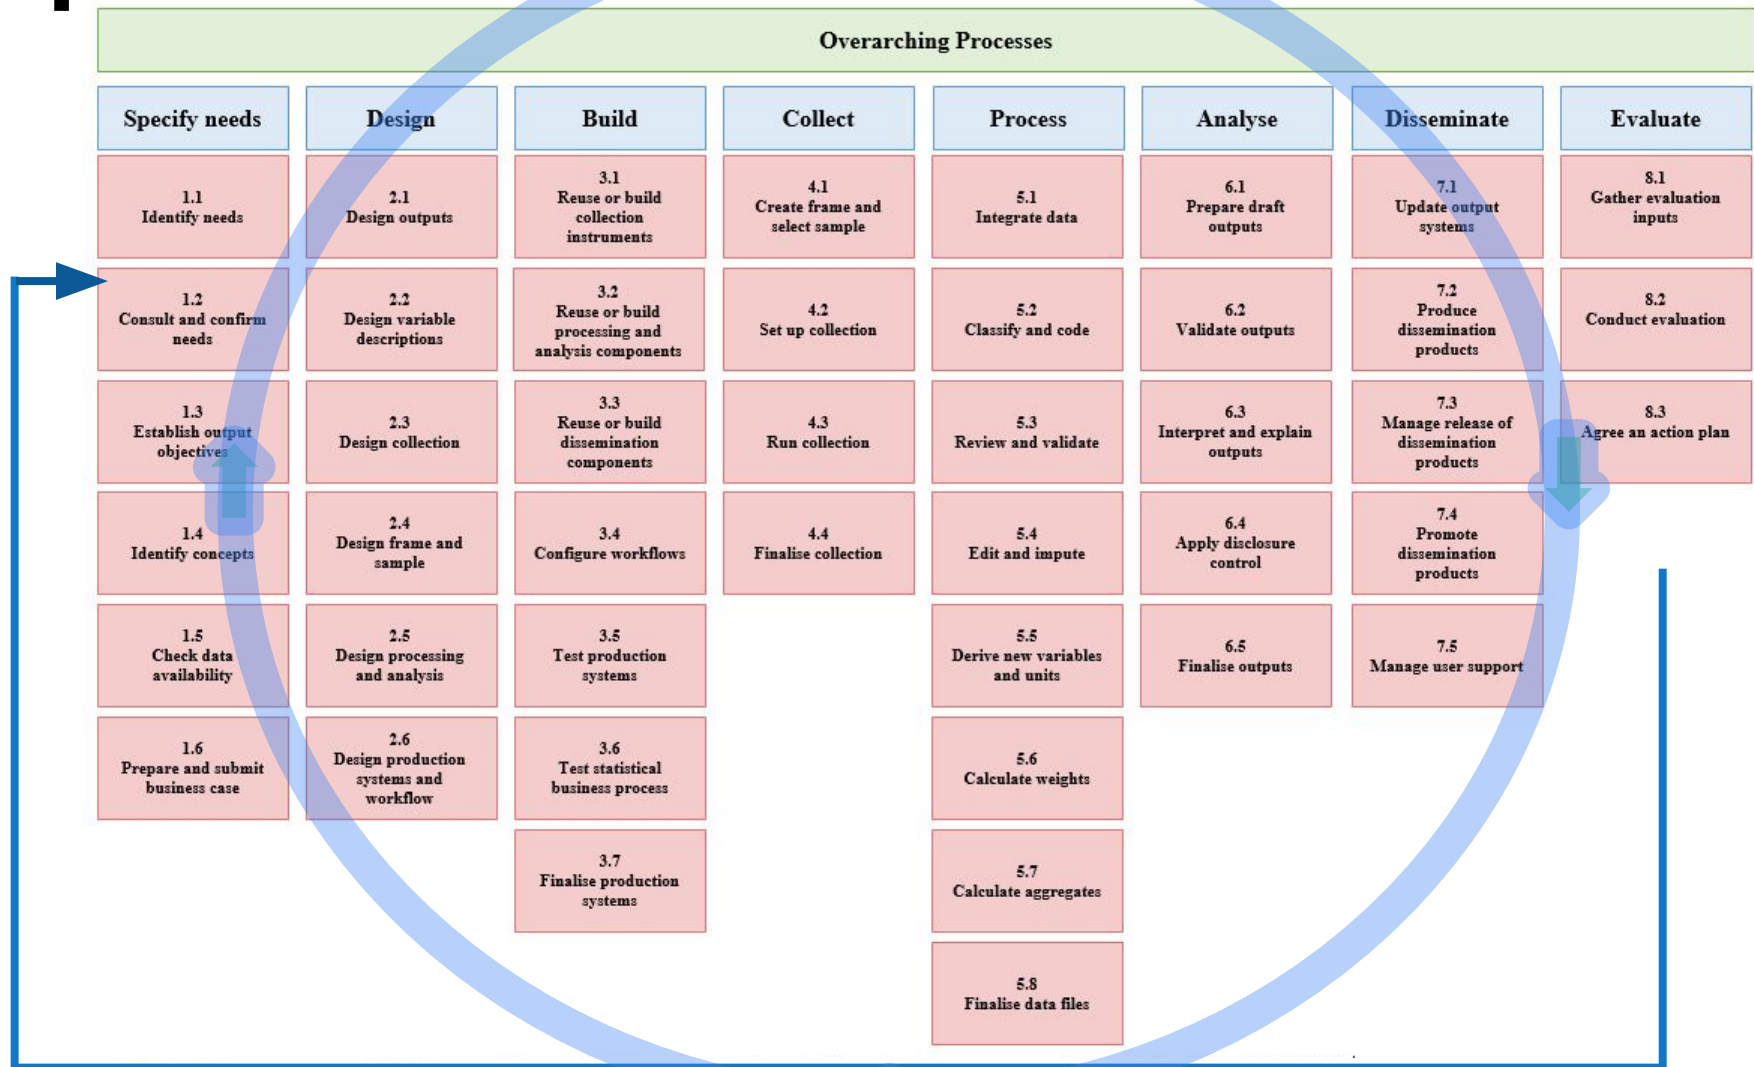 Overarching Processes
Specify needs
Design
Build
Collect
Process
Analyse
Disseminate
Evaluate
1.1
Identify needs
1.2
Consult and confirm
needs
1.3
Establish output
objectives
1.4
Identify concepts
1.5
Check data
availability
1.6
Prepare and submit
business case
2.1
Design outputs
2.2
Design variable
descriptions
2.3
Design collection
2.4
Design frame and
sample
2.5
Design processing
and analysis
2.6
Design production
systems and
workflow
3.1
Reuse or build
collection
instruments
3.2
Reuse or build
processing and
analysis components
3.3
Reuse or build
dissemination
components
3.4
Configure workflows
3.5
Test production
systems
3.6
Test statistical
business process
3.7
Finalise production
systems
4.1
Create frame and
select sample
4.2
Set up collection
4.3
Run collection
4.4
Finalise collection
5.1
Integrate data
5.2
Classify and code
5.3
Review and validate
5.4
Edit and impute
5.5
Derive new variables
and units
5.6
Calculate weights
5.7
Calculate aggregates
5.8
Finalise data files
6.1
Prepare draft
outputs
6.2
Validate outputs
6.3
Interpret and explain
outputs
6.4
Apply disclosure
control
6.5
Finalise outputs
7.1
Update output
systems
7.2
Produce
dissemination
products
7.3
Manage release of
dissemination
products
7.4
Promote
dissemination
products
7.5
Manage user support
8.1
Gather evaluation
inputs
8.2
Conduct evaluation
8.3
Agree an action plan